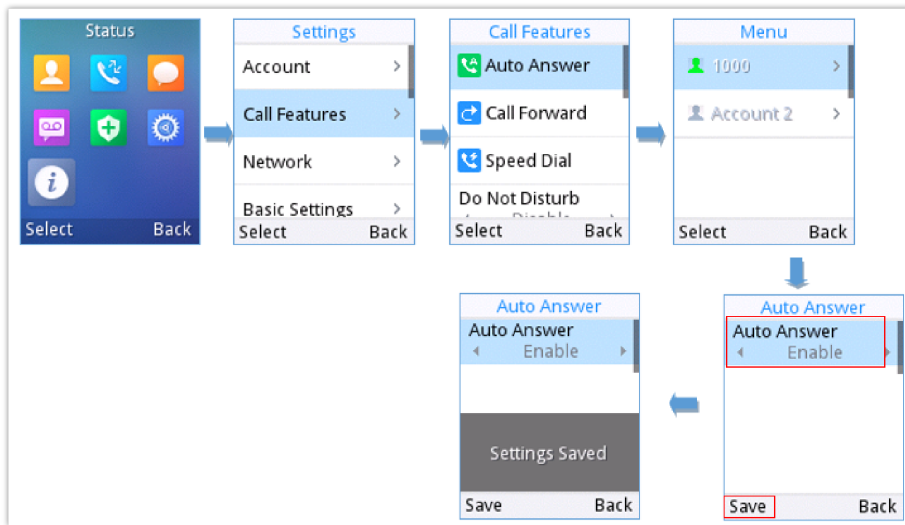 Status
Select Back
Settings
Account
Call Features
Network
Basic Settings
Select Back
Call Features
Auto Answer
Call Forward
Speed Dial
Do Not Disturb
Disable
Select Back
Menu
1000
Account 2
Select Back
Auto Answer
Auto Answer
Enable
Save Back
Auto Answer
Auto Answer
Enable
Settings Saved
Save Back